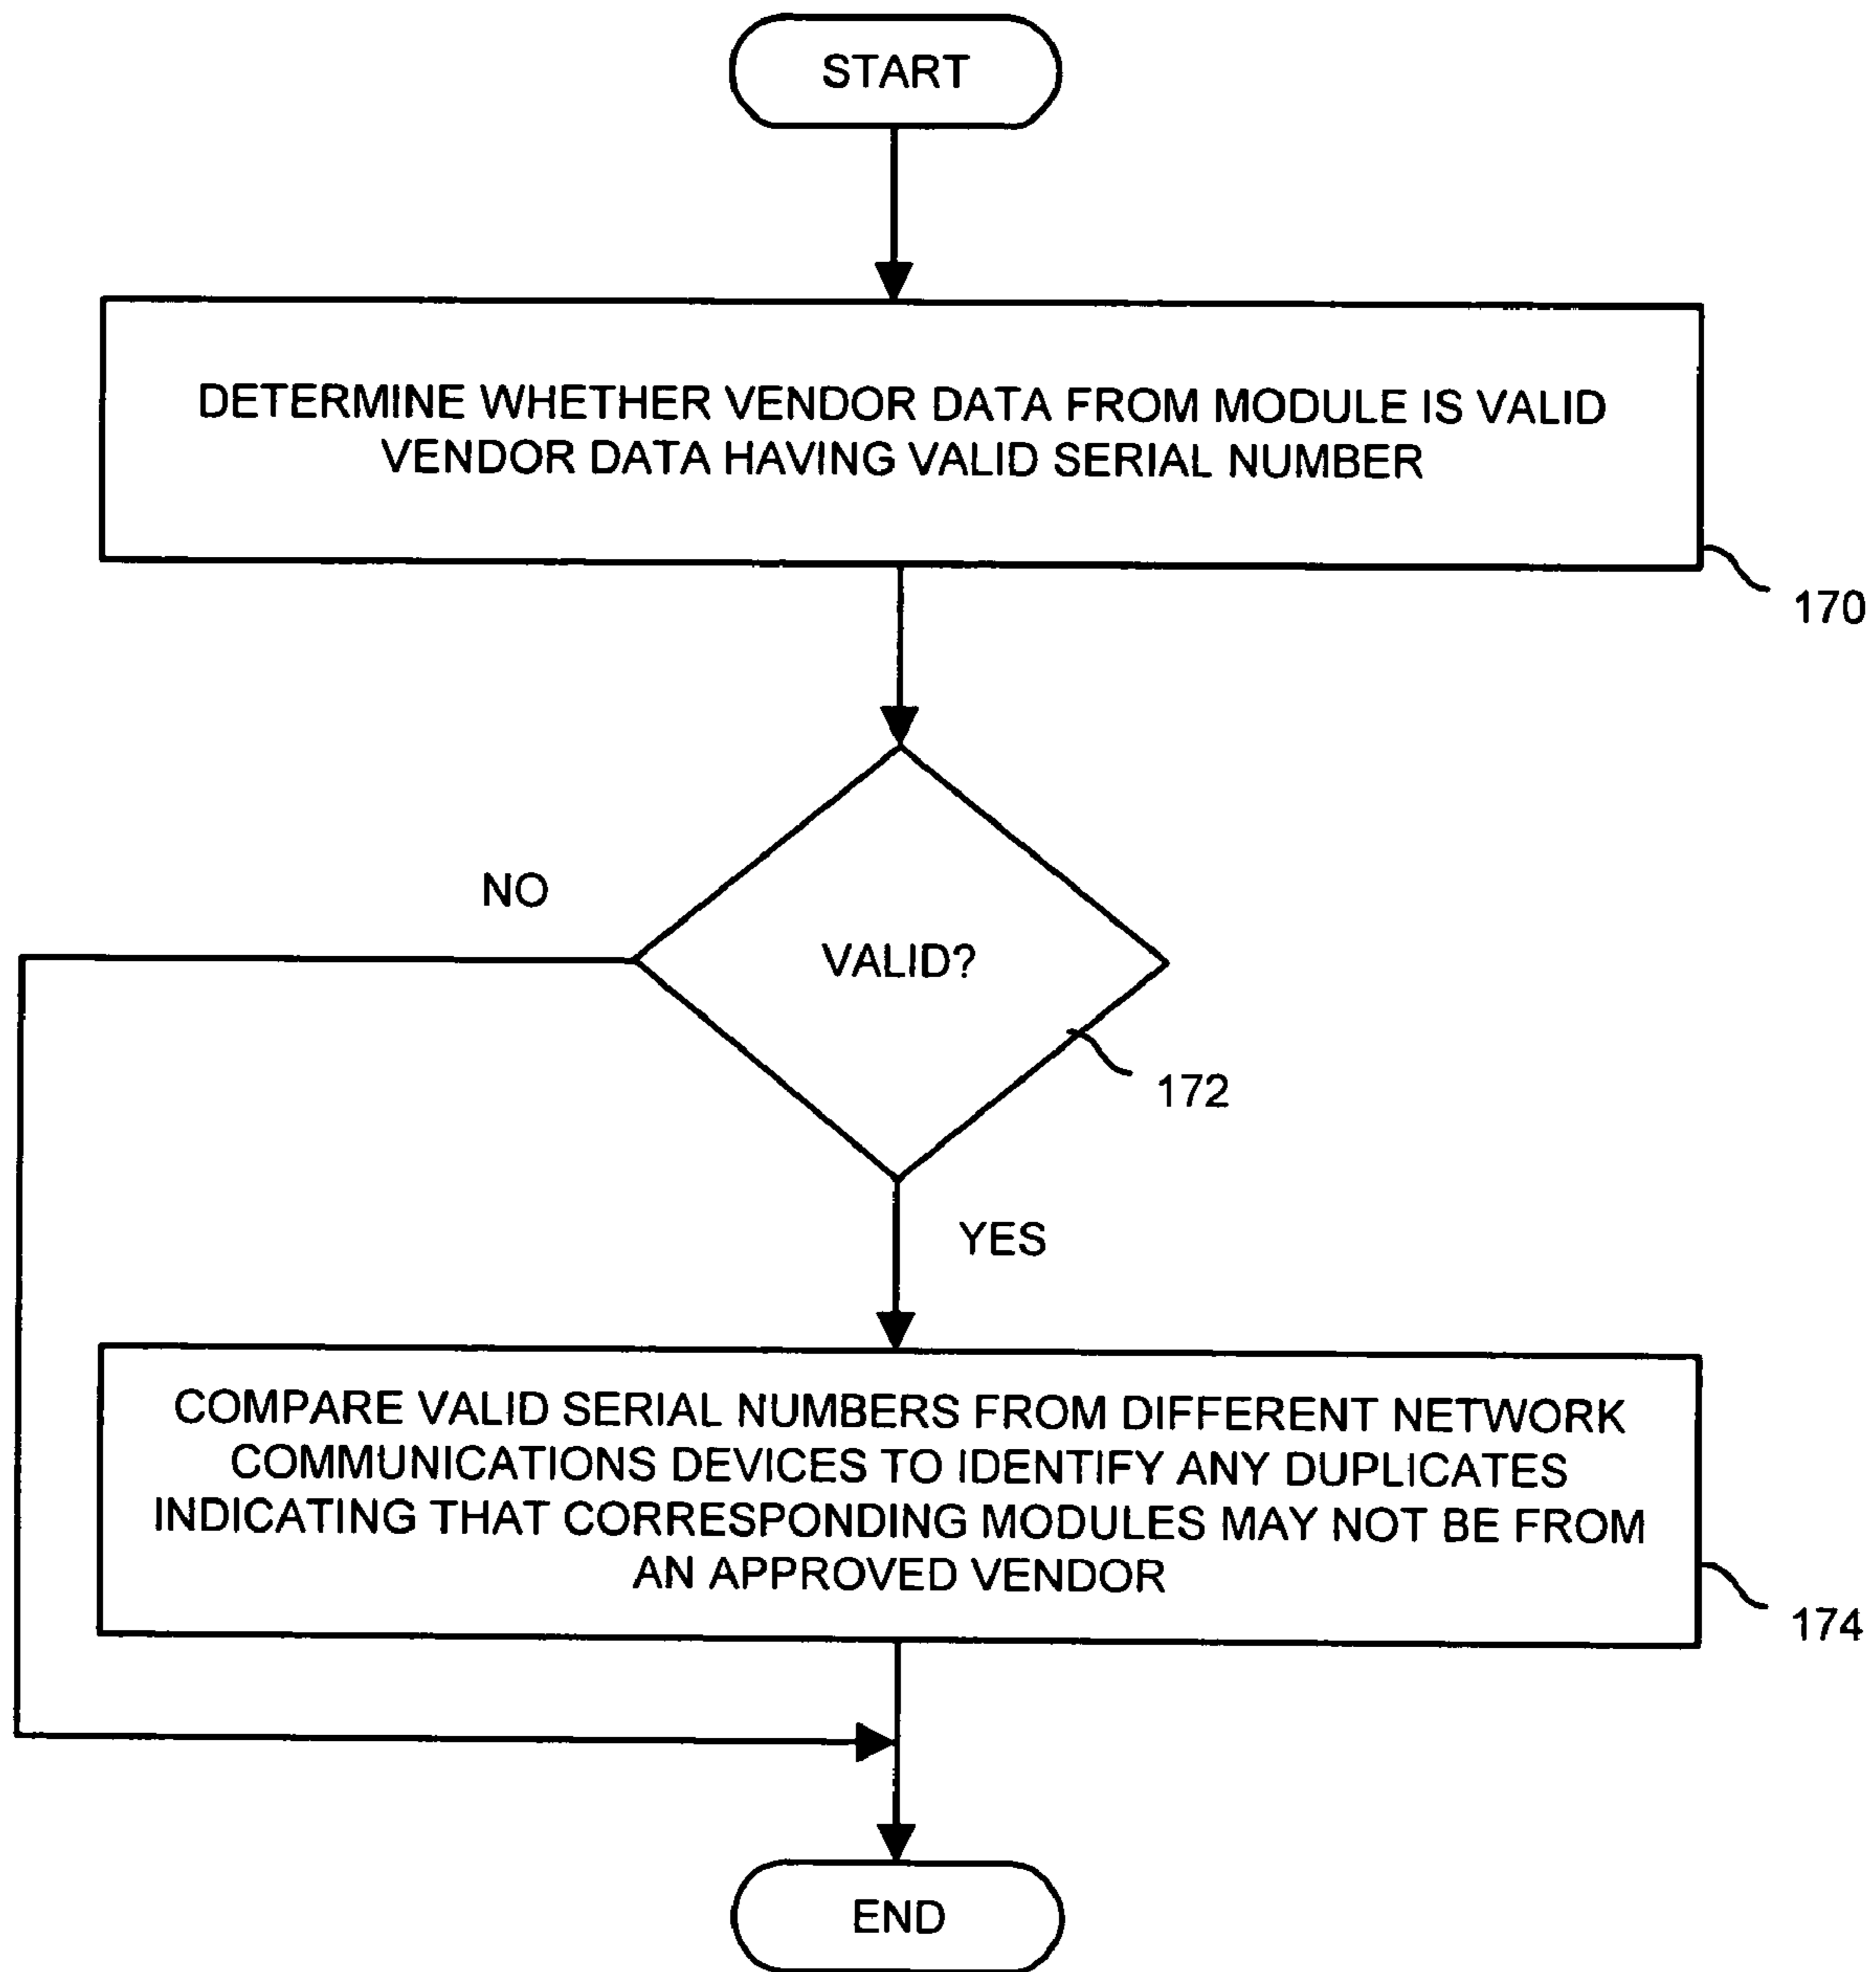 START
DETERMINE WHETHER VENDOR DATA FROM MODULE IS VALID
VENDOR DATA HAVING VALID SERIAL NUMBER
170
NO
VALID?
172
YES
COMPARE VALID SERIAL NUMBERS FROM DIFFERENT NETWORK
COMMUNICATIONS DEVICES TO IDENTIFY ANY DUPLICATES
INDICATING THAT CORRESPONDING MODULES MAY NOT BE FROM
AN APPROVED VENDOR
174
END